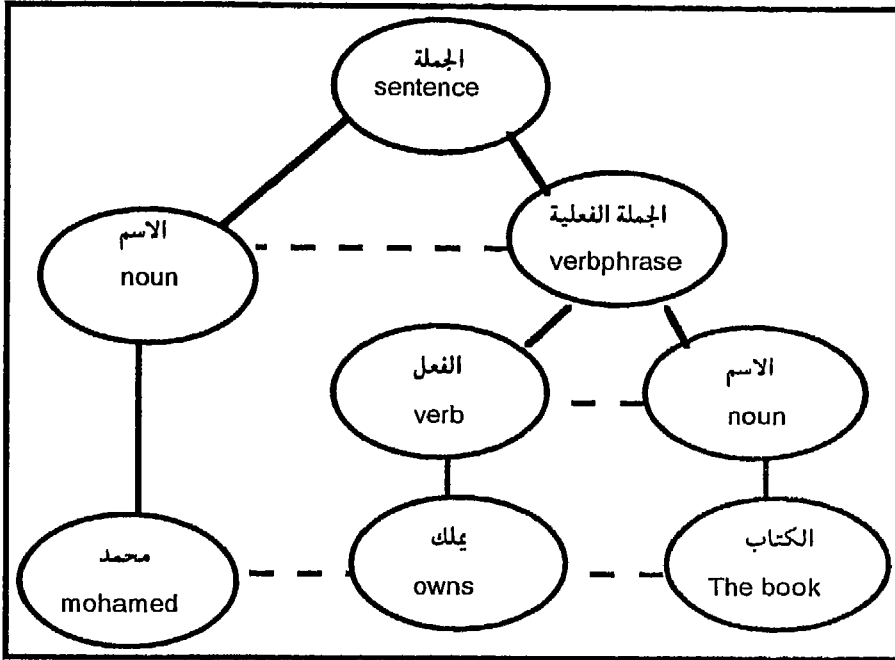 الجملة
sentence
الاسم
noun
الجملة الفعلية
verbphrase
الفعل
verb
الاسم
noun
محمد
mohamed
يملك
owns
الكتاب
The book